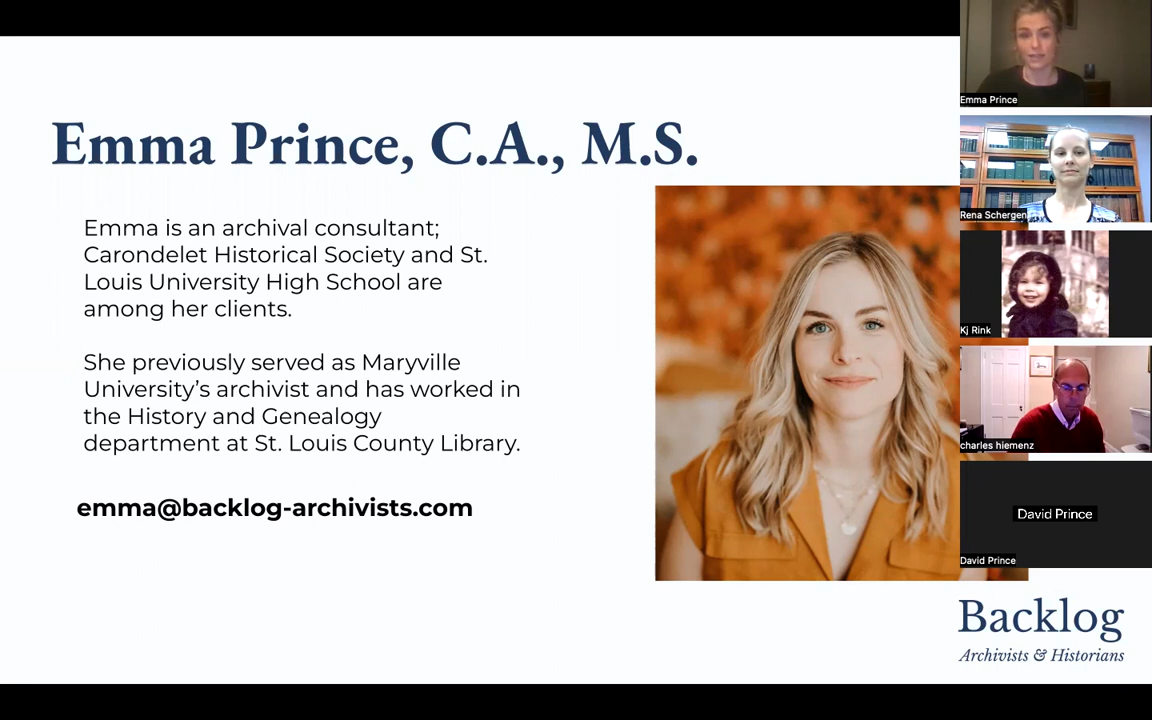 Emma Prince, C.A., M.S.
Emma is an archival consultant;
Carondelet Historical Society and St.
Louis University High School are
among her clients.
She previously served as Maryville
University’s archivist and has worked in
the History and Genealogy
department at St. Louis County Library.
emma@backlog-archivists.com
Emma Prince
Rena Schergen
Kj Rink
charles hiemenz
David Prince
David Prince
Backlog
Archivists & Historians